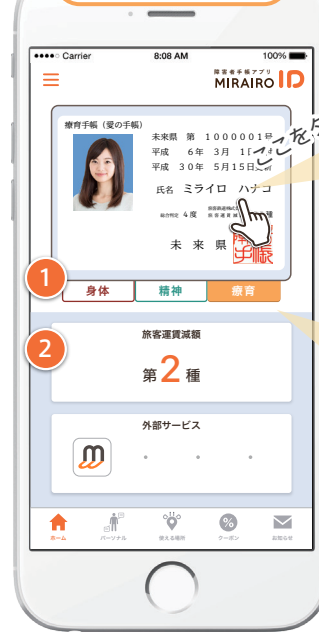 Carrier 8:08 AM 100%
障害者手帳アプリ
MIRAIRO ID
療育手帳（愛の手帳）
未来県 第 1000001号
平成 6年 3月 1
平成 30年 5月15日
ここを
氏名 ミライロ ハナコ
総合判定 4度
未来県
1
身体 精神 療育
2
旅客運賃減額
第2種
外部サービス
m
ホーム パーソナル 使える場所 クーポン お知らせ